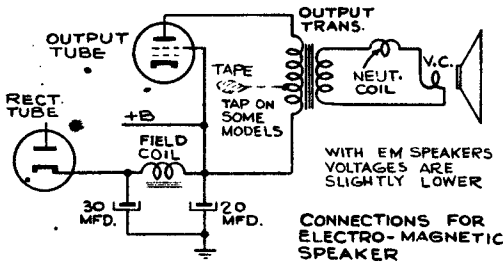 OUTPUT
TRANS.
OUTPUT
TUBE
TAPE
V.C.
NEUT.
COIL
RECT.
TUBE
+B
TAP ON
SOME
MODELS
FIELD
COIL
WITH EM SPEAKERS
VOLTAGES ARE
SLIGHTLY LOWER
30
MFD.
20
MFD.
CONNECTIONS FOR
ELECTRO-MAGNETIC
SPEAKER